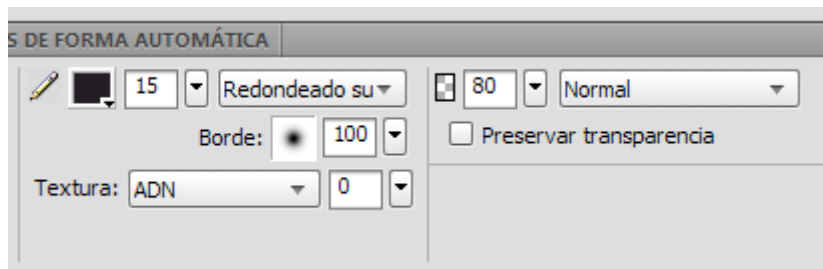 S DE FORMA AUTOMÁTICA
15 Redondeado su 80 Normal
Borde: 100 Preservar transparencia
Textura: ADN 0